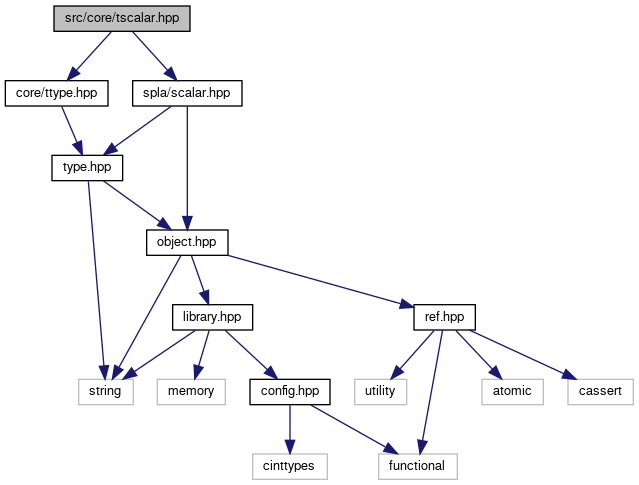 src/core/tscalar.hpp
core/ttype.hpp
spla/scalar.hpp
type.hpp
object.hpp
library.hpp
ref.hpp
string
memory
config.hpp
utility
atomic
cassert
cinttypes
functional